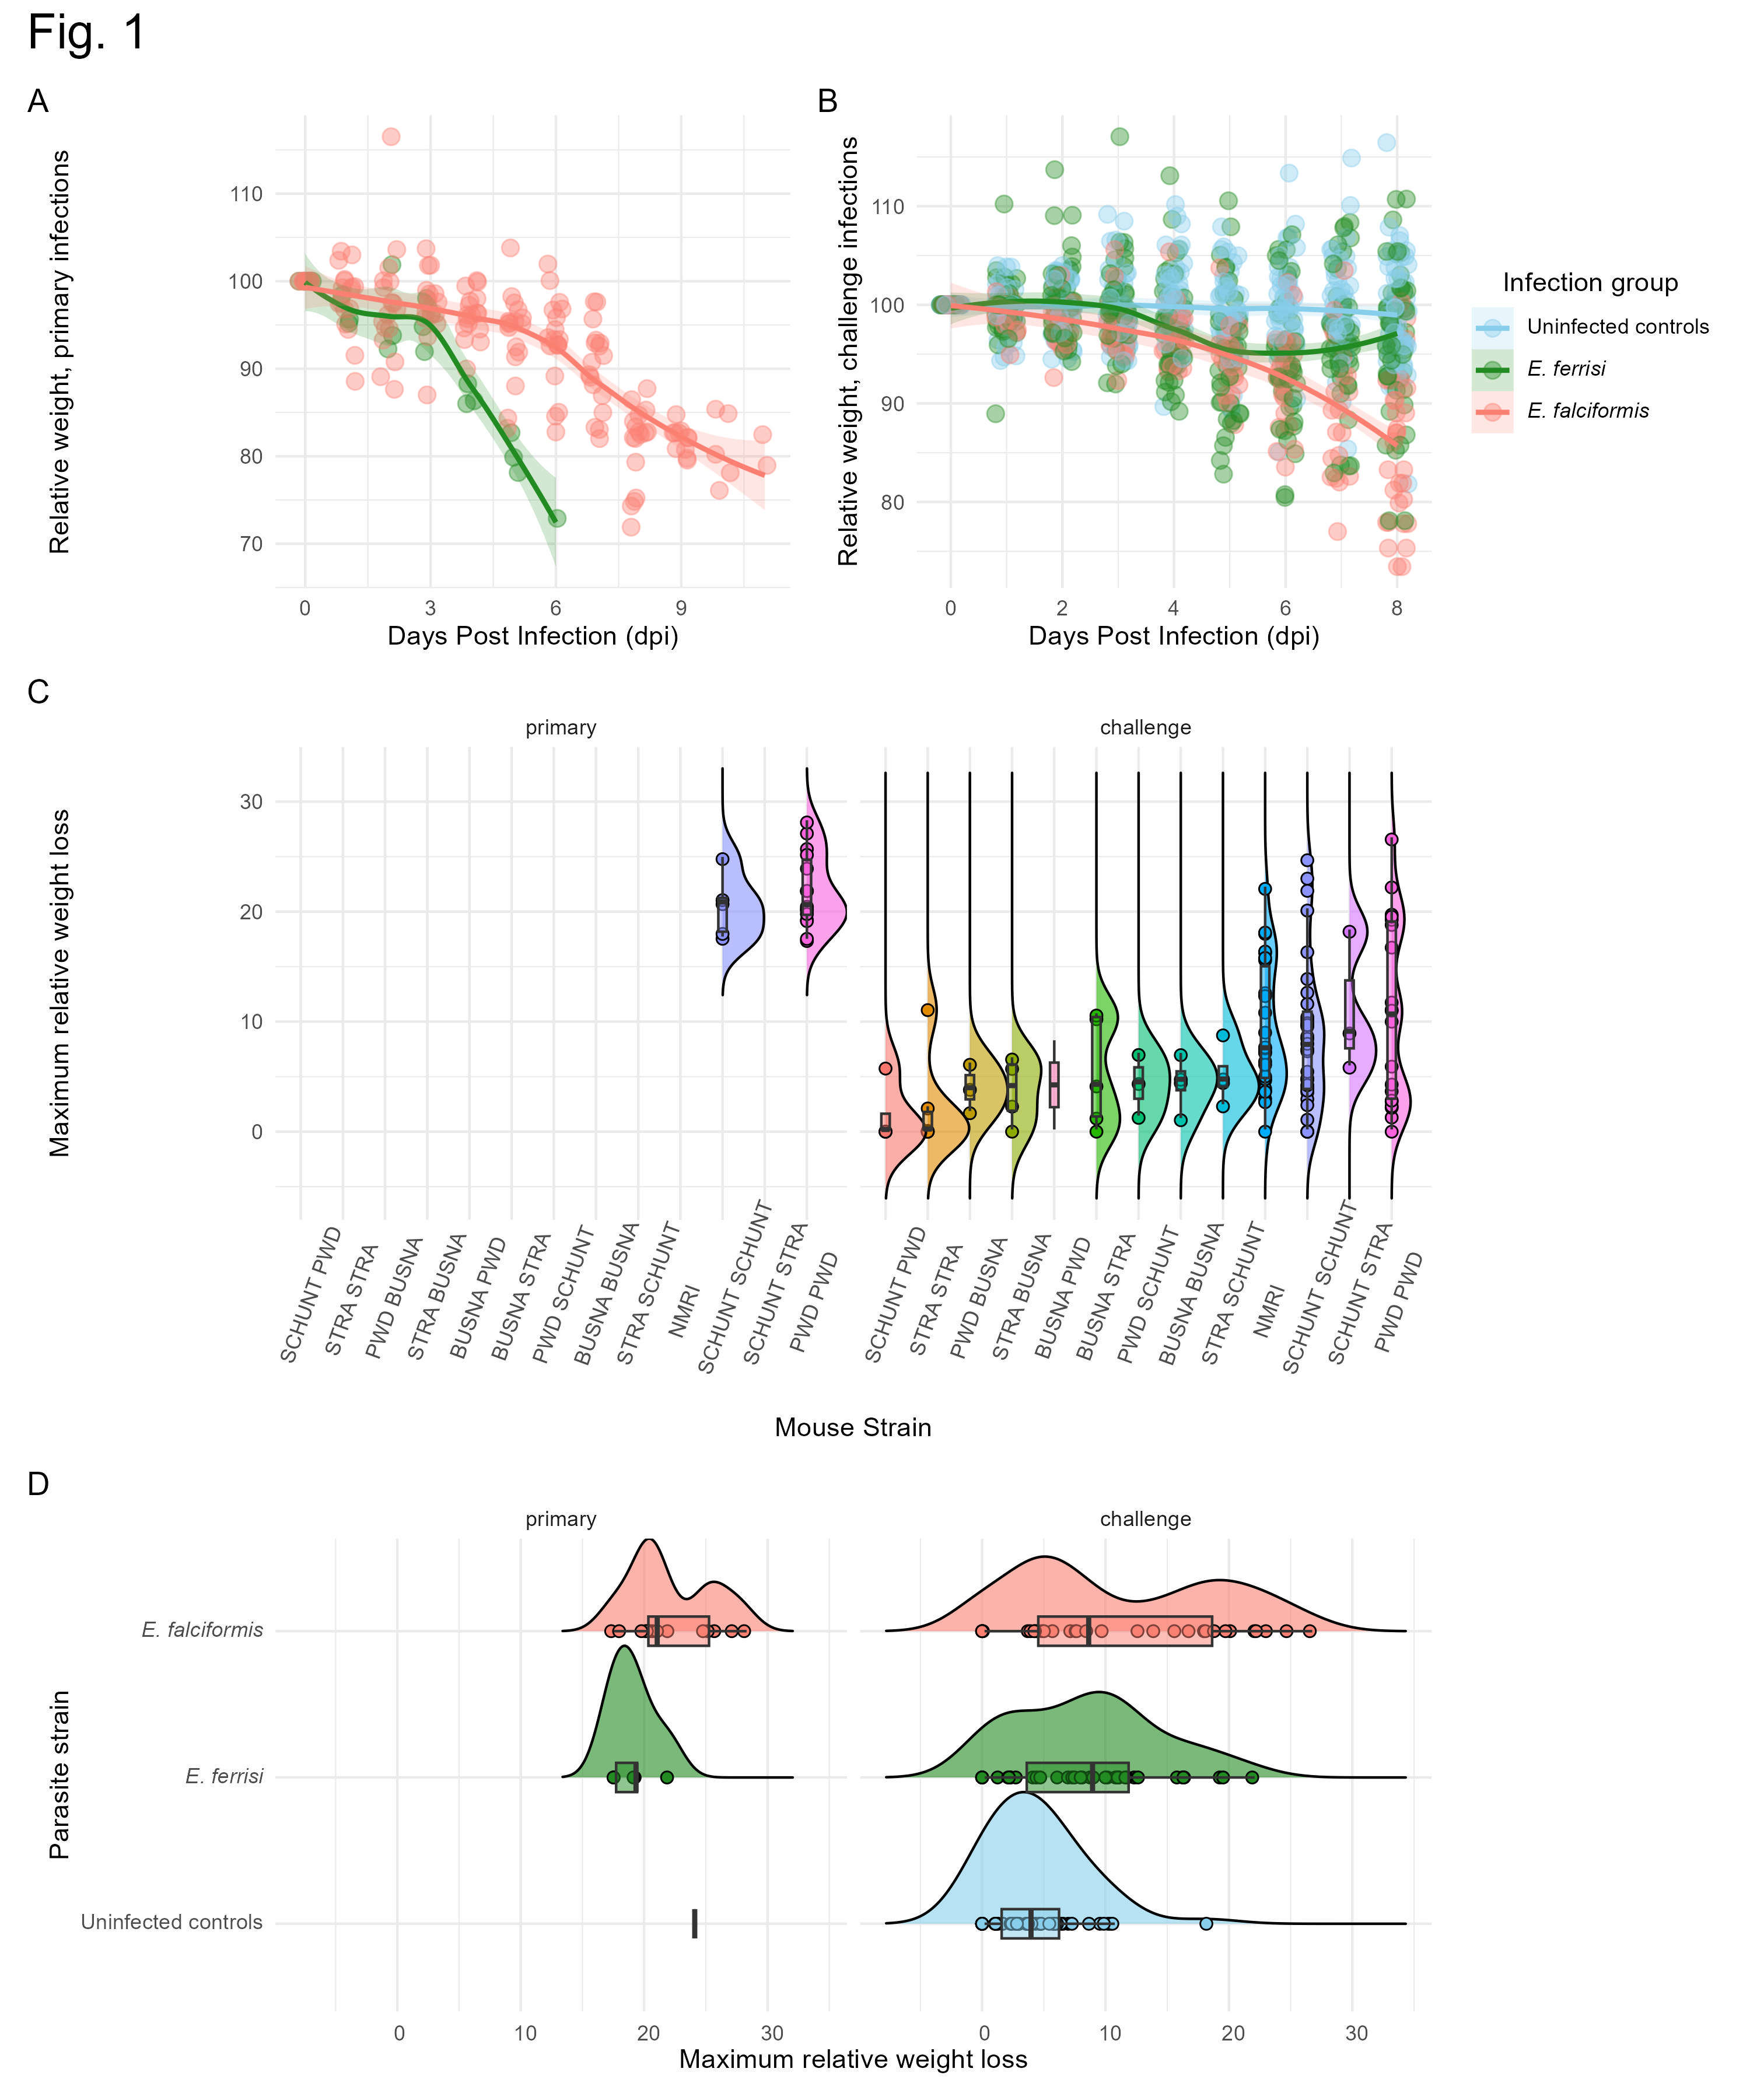 Fig. 1
A
Relative weight, primary infections
110
100
90
80
70
0
3
6
9
Days Post Infection (dpi)
B
Relative weight, challenge infections
110
100
90
80
0
2
4
6
8
Days Post Infection (dpi)
Infection group
Uninfected controls
E. ferrisi
E. falciformis
C
primary
challenge
Maximum relative weight loss
30
20
10
0
SCHUNT PWD
STRA STRA
PWD BUSNA
STRA BUSNA
BUSNA PWD
BUSNA STRA
PWD SCHUNT
BUSNA BUSNA
STRA SCHUNT
NMRI
SCHUNT SCHUNT
SCHUNT STRA
PWD PWD
SCHUNT PWD
STRA STRA
PWD BUSNA
STRA BUSNA
BUSNA PWD
BUSNA STRA
PWD SCHUNT
BUSNA BUSNA
STRA SCHUNT
NMRI
SCHUNT SCHUNT
SCHUNT STRA
PWD PWD
Mouse Strain
D
primary
challenge
Parasite strain
E. falciformis
E. ferrisi
Uninfected controls
0
10
20
30
0
10
20
30
Maximum relative weight loss